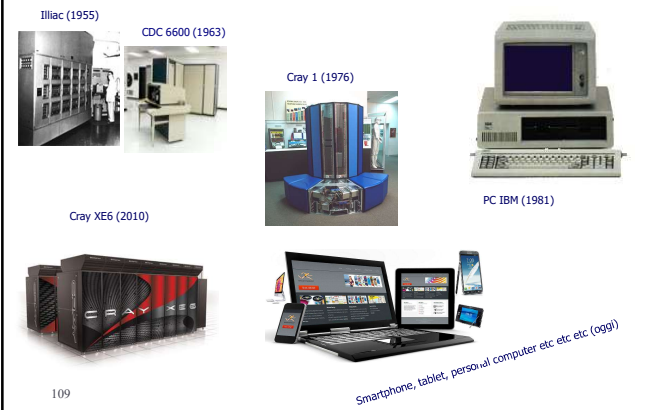 Illiac (1955)
CDC 6600 (1963)
Cray 1 (1976)
PC IBM (1981)
Cray XE6 (2010)
CRAY XE6
Smartphone, tablet, personal computer etc etc etc (oggi)
109